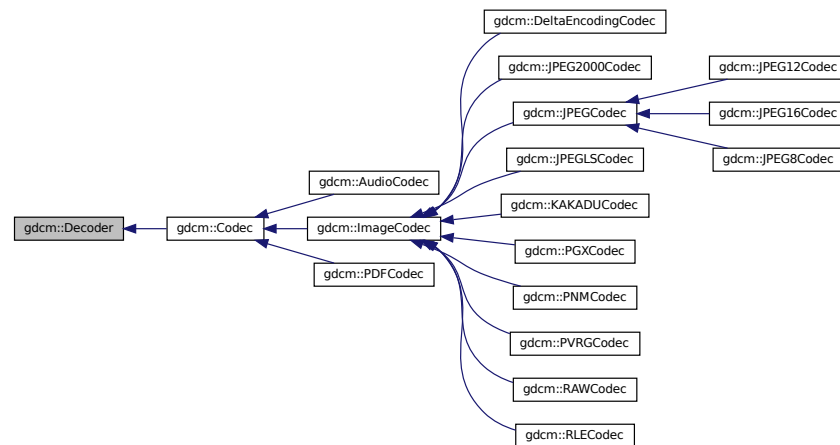 gdcm::DeltaEncodingCodec
gdcm::JPEG2000Codec
gdcm::JPEG12Codec
gdcm::JPEGCodec
gdcm::JPEG16Codec
gdcm::JPEGLSCodec
gdcm::JPEG8Codec
gdcm::AudioCodec
gdcm::KAKADUCodec
gdcm::Decoder
gdcm::Codec
gdcm::ImageCodec
gdcm::PGXCodec
gdcm::PDFCodec
gdcm::PNMCodec
gdcm::PVRGCodec
gdcm::RAWCodec
gdcm::RLECodec